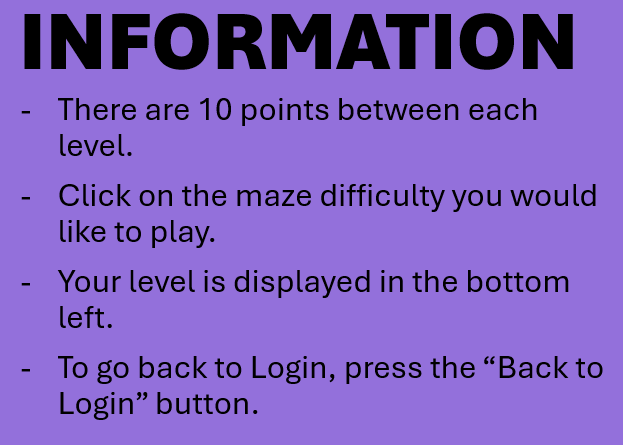 INFORMATION
- There are 10 points between each
level.
- Click on the maze difficulty you would
like to play.
- Your level is displayed in the bottom
left.
- To go back to Login, press the “Back to
Login” button.